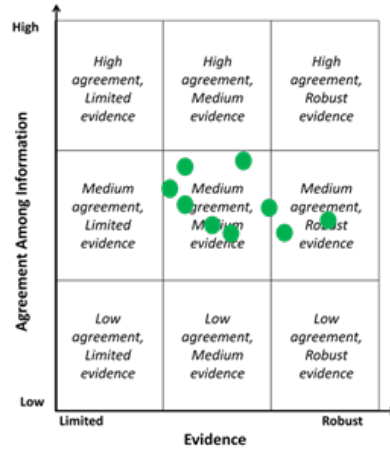 High
High
agreement,
Limited
evidence
High
agreement,
Medium
evidence
High
agreement,
Robust
evidence
Agreement Among Information
Medium
agreement,
Limited
evidence
Medium
agreement,
Medium
evidence
Medium
agreement,
Robust
evidence
Low
agreement,
Limited
evidence
Low
agreement,
Medium
evidence
Low
agreement,
Robust
evidence
Low
Limited
Robust
Evidence